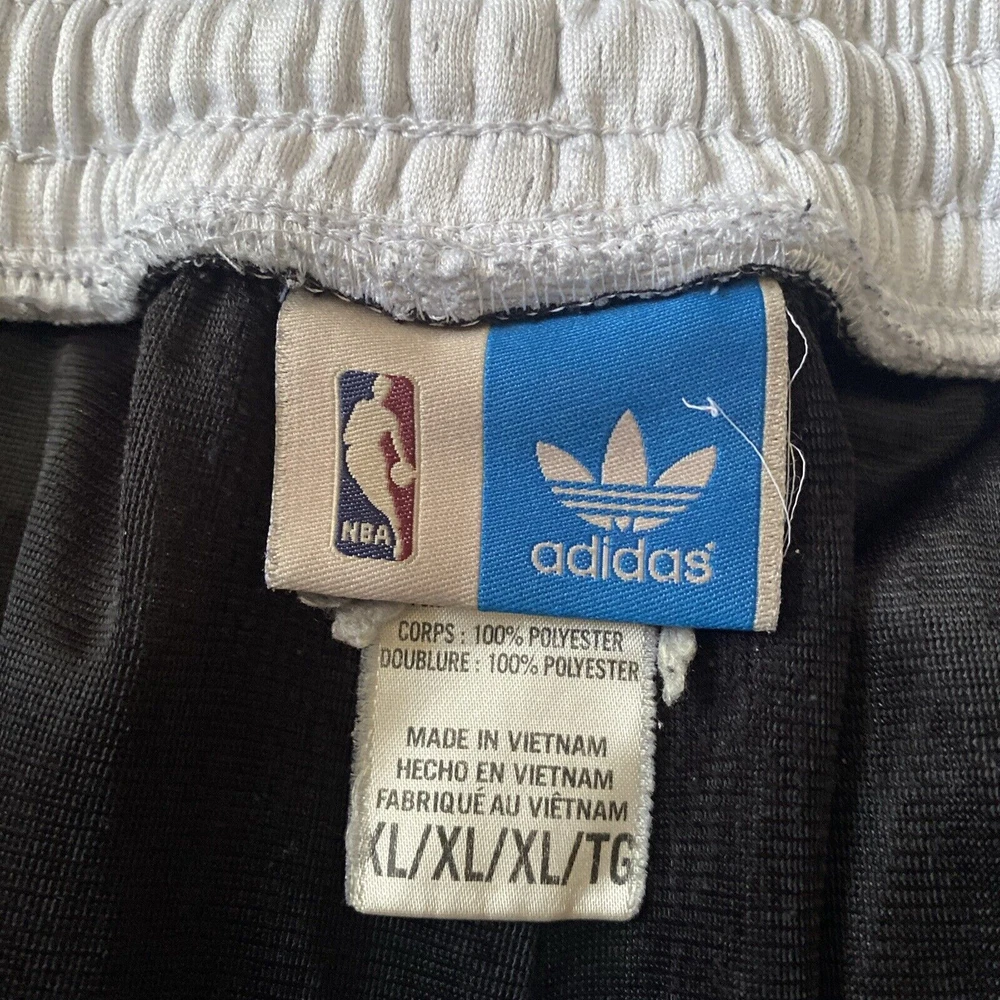 NBA
adidas
CORPS : 100% POLYESTER
DOUBLURE : 100% POLYESTER
MADE IN VIETNAM
HECHO EN VIETNAM
FABRIQUÉ AU VIÊTNAM
XL/XL/XL/TG